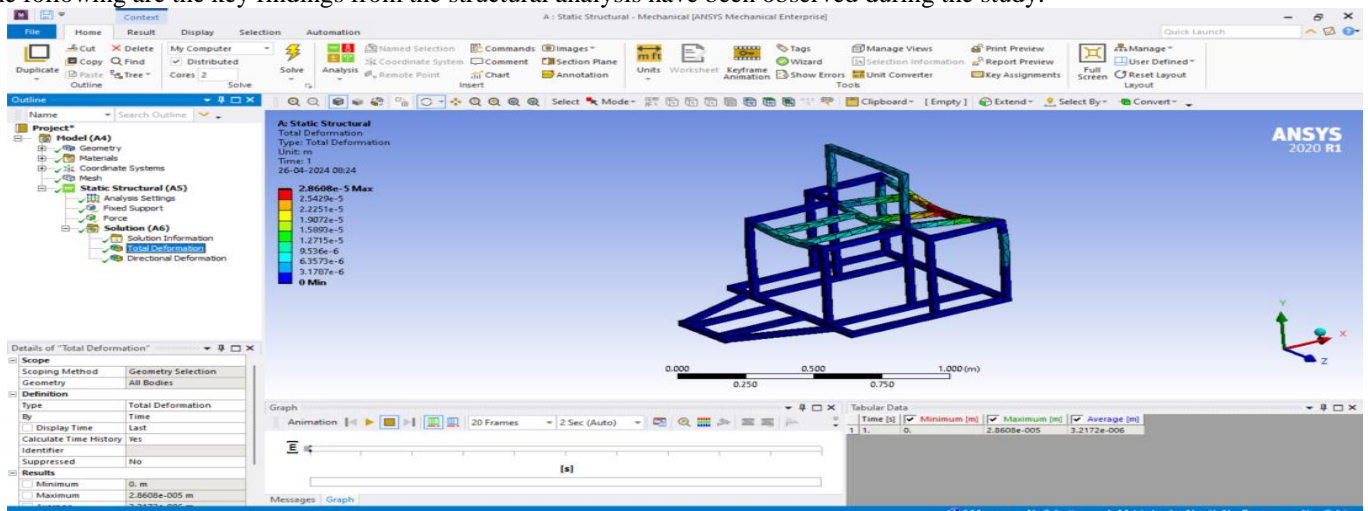 he following are the key findings from the structural analysis have been observed during the study.
Context
A : Static Structural - Mechanical [ANSYS Mechanical Enterprise]
File Home Result Display Selection Automation
Quick Launch
Duplicate
Cut
Copy
Paste
Delete
Find
Tree
Outline
My Computer
Distributed
Cores 2
Solve
Solve
Analysis
Named Selection
Coordinate System
Remote Point
Commands
Comment
Chart
Images
Section Plane
Annotation
Insert
Units
Worksheet
Keyframe
Animation
Tags
Wizard
Show Errors
Manage Views
Selection Information
Unit Converter
Print Preview
Report Preview
Key Assignments
Tools
Full
Screen
Manage
User Defined
Reset Layout
Layout
Outline
Select Mode
Clipboard [Empty] Extend Select By Convert
Name Search Outline
Project*
Model (A4)
Geometry
Materials
Coordinate Systems
Mesh
Static Structural (A5)
Analysis Settings
Fixed Support
Force
Solution (A6)
Solution Information
Total Deformation
Directional Deformation
A: Static Structural
Total Deformation
Type: Total Deformation
Unit: m
Time: 1
26-04-2024 08:24
2.8608e-5 Max
2.5429e-5
2.2251e-5
1.9072e-5
1.5893e-5
1.2715e-5
9.536e-6
6.3573e-6
3.1787e-6
0 Min
ANSYS
2020 R1
Y
X
Z
0.000 0.500 1.000 (m)
0.250 0.750
Details of "Total Deformation"
Scope
Scoping Method Geometry Selection
Geometry All Bodies
Definition
Type Total Deformation
By Time
Display Time Last
Calculate Time History Yes
Identifier
Suppressed No
Results
Minimum 0. m
Maximum 2.8608e-005 m
Graph
Animation 20 Frames 2 Sec (Auto)
[s]
Messages Graph
Tabular Data
Time [s] Minimum [m] Maximum [m] Average [m]
1 1. 0. 2.8608e-005 3.2172e-006